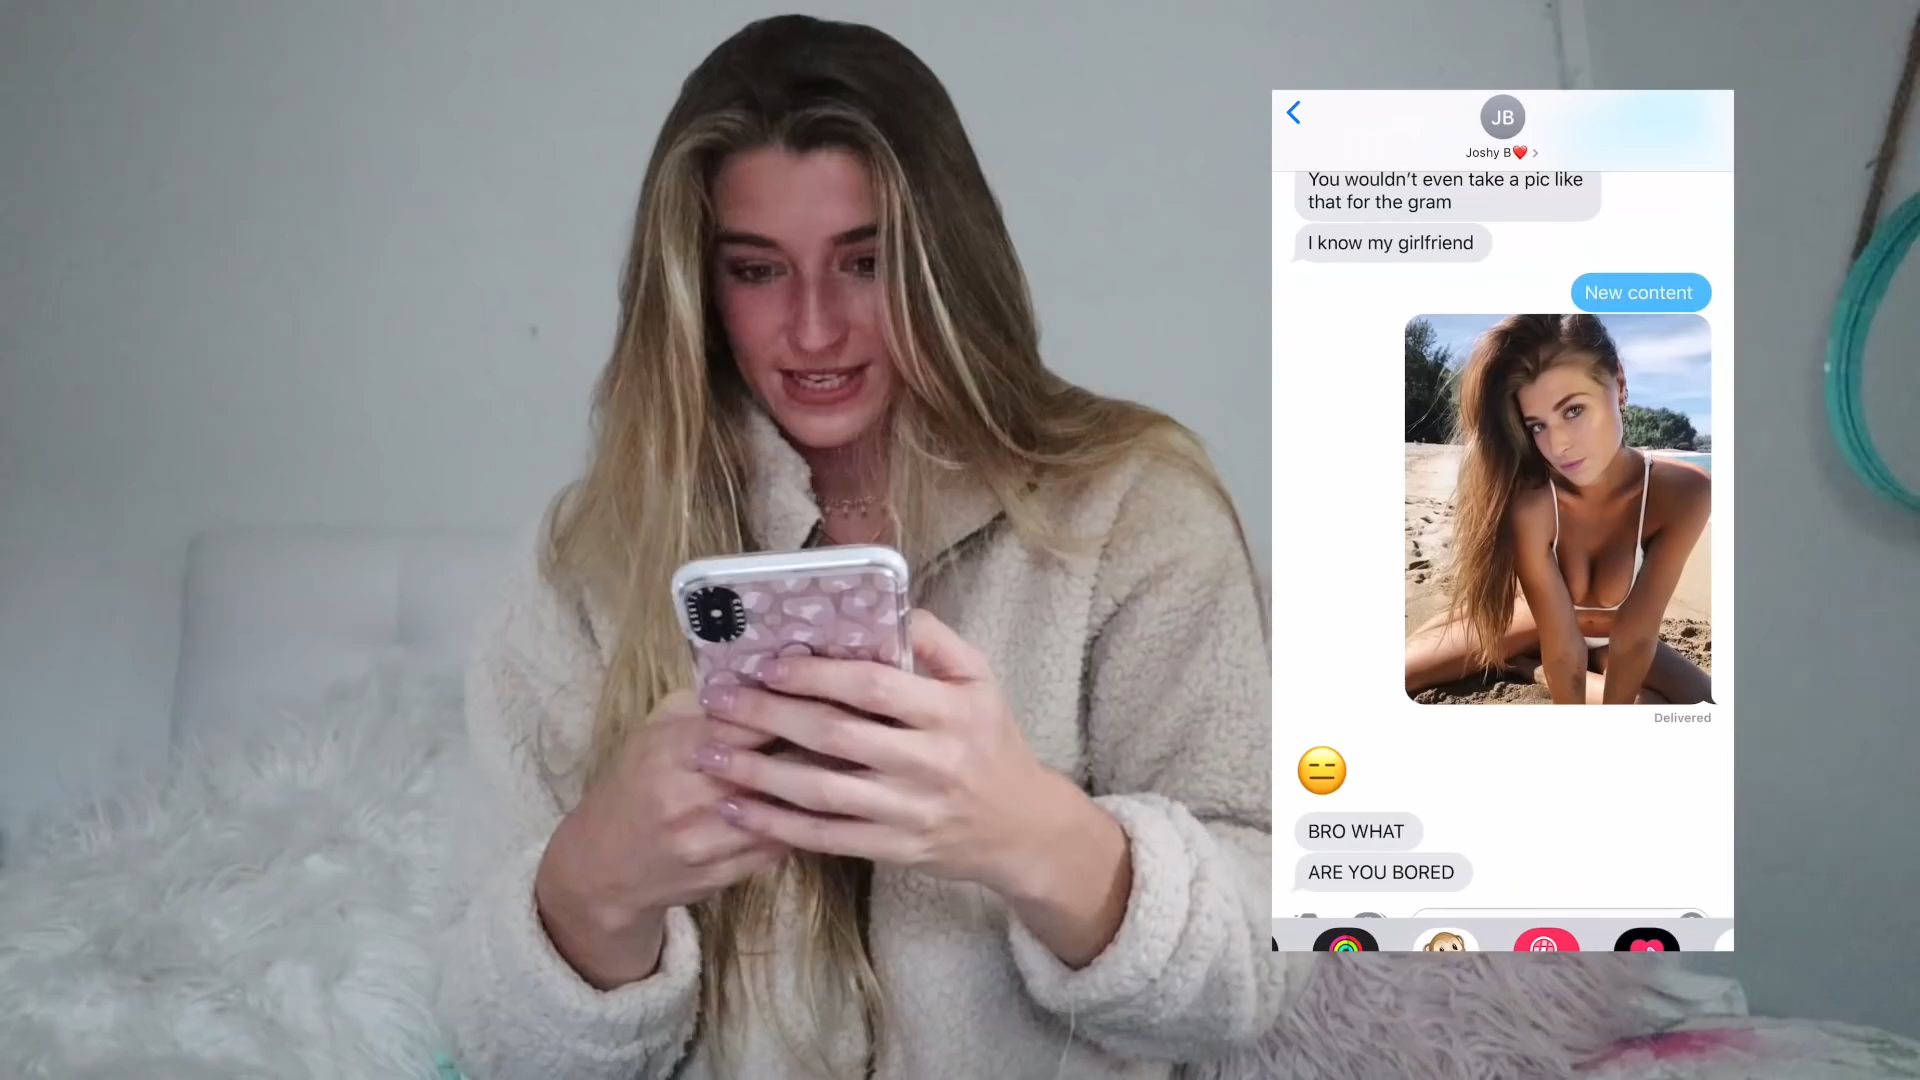 JB
Joshy B❤️ >
You wouldn't even take a pic like
that for the gram
I know my girlfriend
New content
Delivered
😑
BRO WHAT
ARE YOU BORED